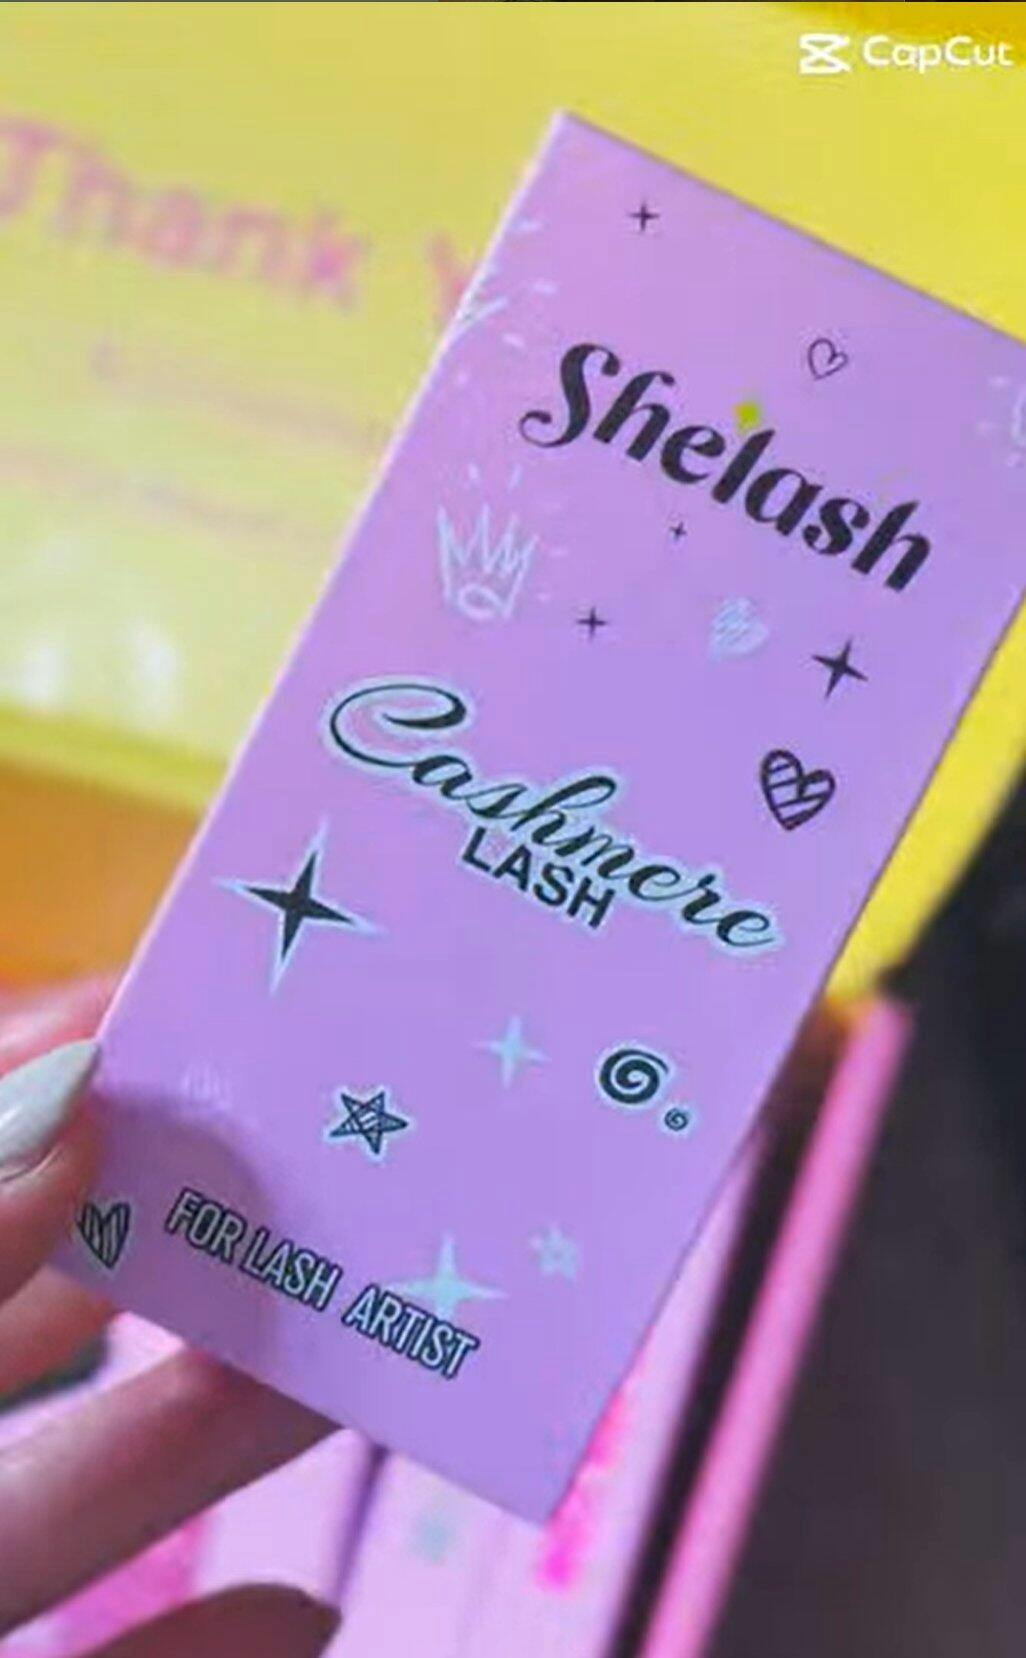 CapCut
Thank
Shelash
Cashmere
LASH
FOR LASH ARTIST